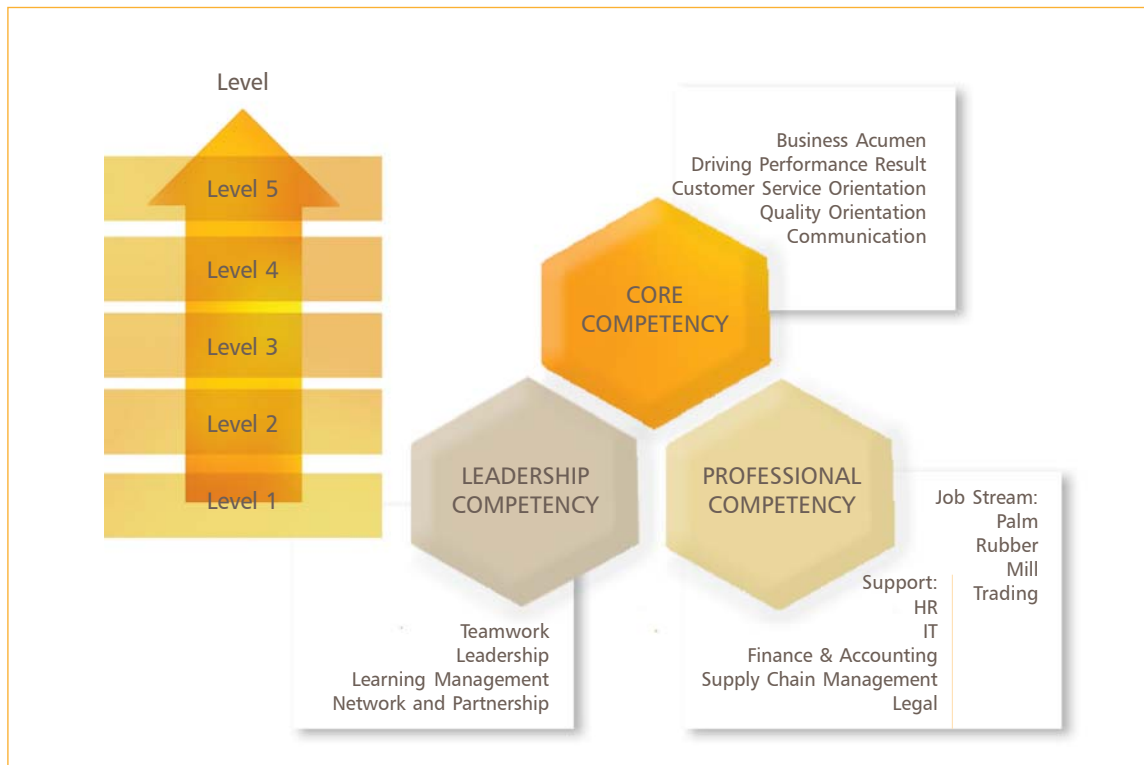 Level
Level 5
Level 4
Level 3
Level 2
Level 1
Business Acumen
Driving Performance Result
Customer Service Orientation
Quality Orientation
Communication
CORE
COMPETENCY
LEADERSHIP
COMPETENCY
Teamwork
Leadership
Learning Management
Network and Partnership
PROFESSIONAL
COMPETENCY
Support:
HR
IT
Finance & Accounting
Supply Chain Management
Legal
Job Stream:
Palm
Rubber
Mill
Trading